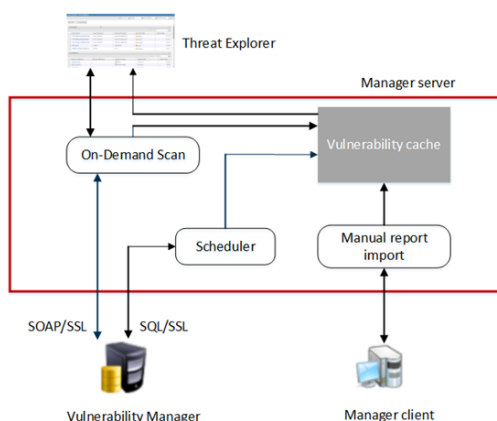 Threat Explorer
Manager server
On-Demand Scan
Vulnerability cache
Scheduler
Manual report
import
SOAP/SSL
SQL/SSL
Vulnerability Manager
Manager client